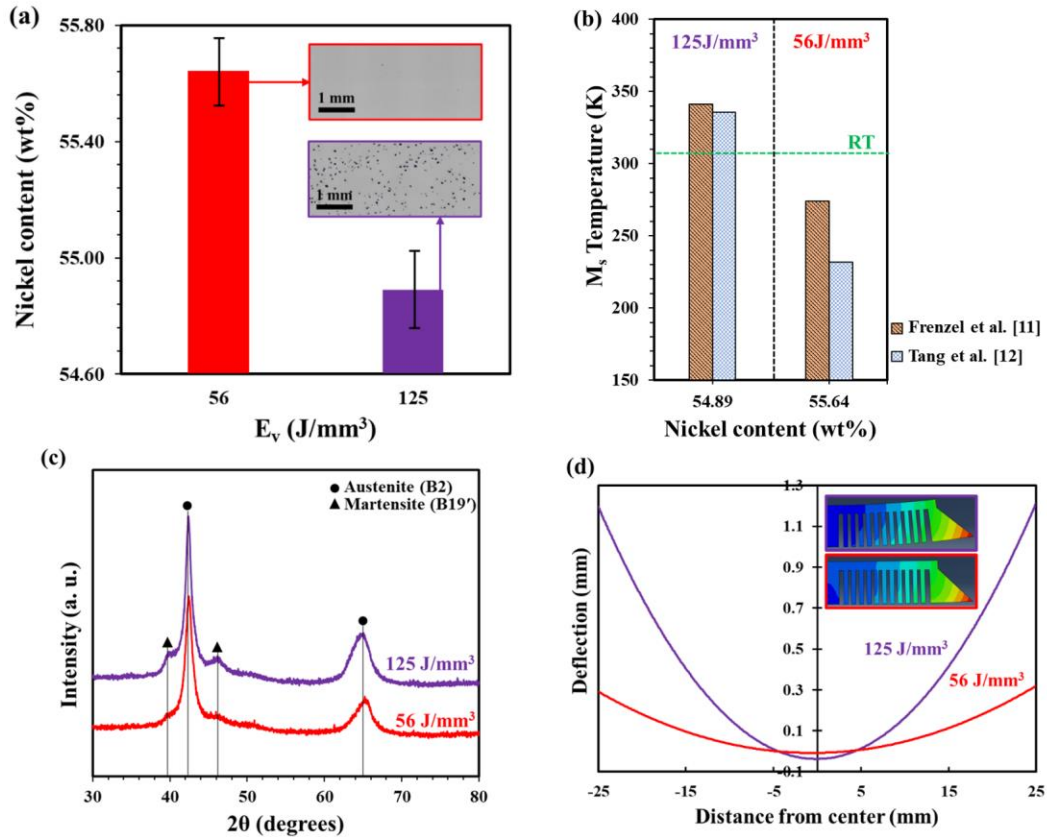 (a)
55.80
55.40
55.00
54.60
Nickel content (wt%)
1 mm
1 mm
56
125
Eᵥ (J/mm³)
(b)
400
350
300
250
200
150
Mₛ Temperature (K)
125J/mm³
56J/mm³
RT
Frenzel et al. [11]
Tang et al. [12]
54.89
55.64
Nickel content (wt%)
(c)
Intensity (a. u.)
Austenite (B2)
Martensite (B19′)
125 J/mm³
56 J/mm³
30
40
50
60
70
80
2θ (degrees)
(d)
Deflection (mm)
1.3
1.1
0.9
0.7
0.5
0.3
0.1
-0.1
125 J/mm³
56 J/mm³
-25
-15
-5
5
15
25
Distance from center (mm)